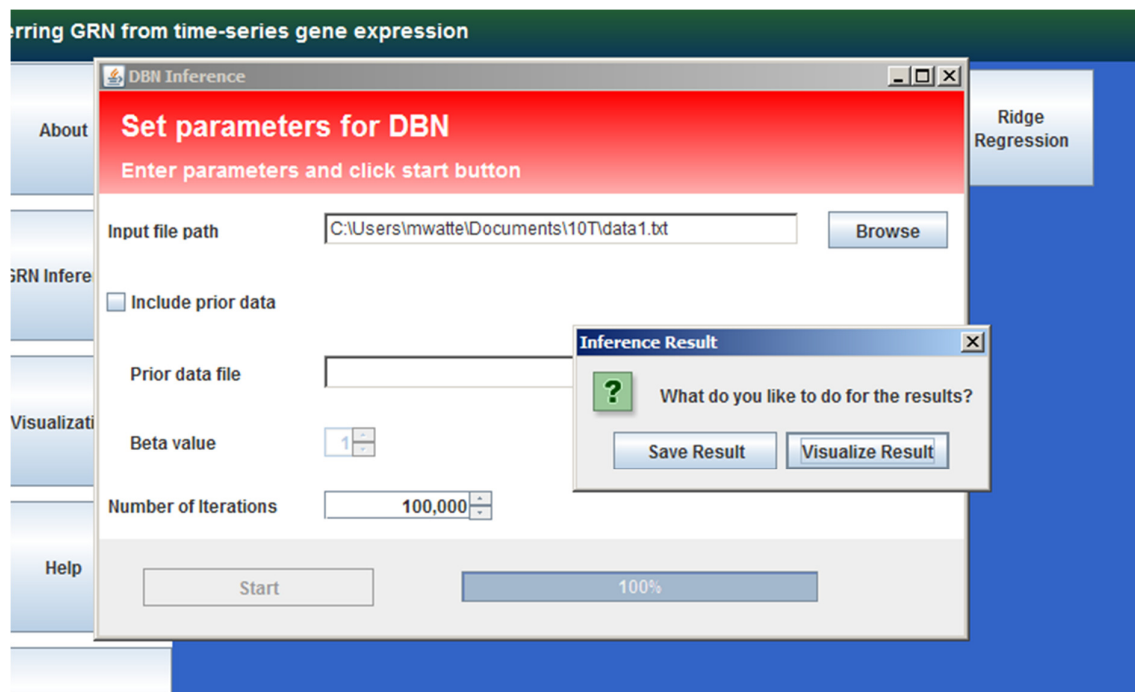 erring GRN from time-series gene expression
DBN Inference
Set parameters for DBN
Enter parameters and click start button
About
Ridge
Regression
Input file path
C:\Users\mwatte\Documents\10T\data1.txt
Browse
GRN Infere
Include prior data
Inference Result
?
What do you like to do for the results?
Prior data file
Visualizati
Beta value
1
Save Result
Visualize Result
Number of Iterations
100,000
Help
Start
100%